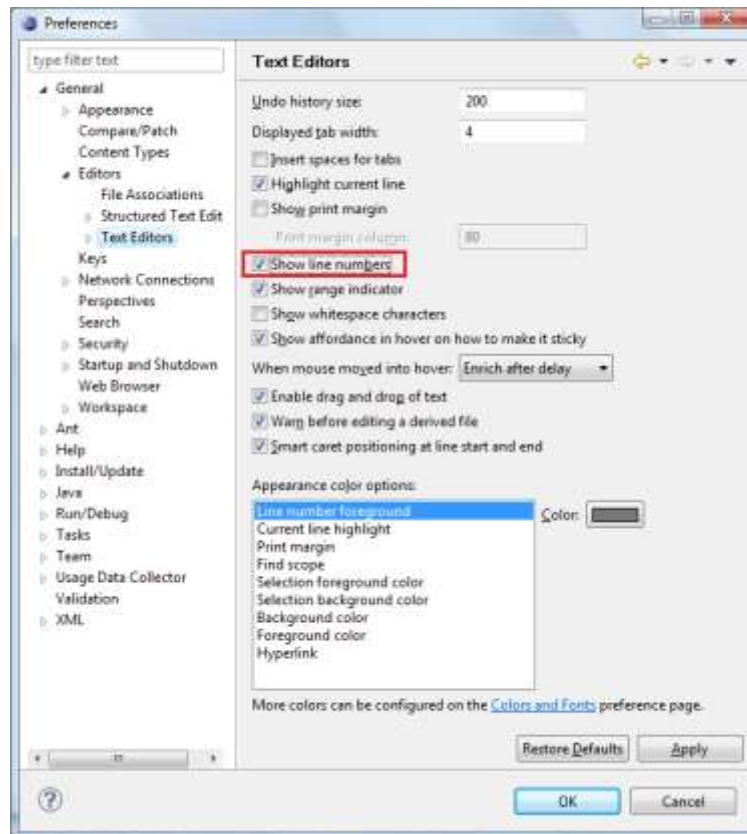 Preferences
type filter text
General
Appearance
Compare/Patch
Content Types
Editors
File Associations
Structured Text Edit
Text Editors
Keys
Network Connections
Perspectives
Search
Security
Startup and Shutdown
Web Browser
Workspace
Ant
Help
Install/Update
Java
Run/Debug
Tasks
Team
Usage Data Collector
Validation
XML
Text Editors
Undo history size: 200
Displayed tab width: 4
Insert spaces for tabs
Highlight current line
Show print margin
Print margin column: 80
Show line numbers
Show range indicator
Show whitespace characters
Show affordance in hover on how to make it sticky
When mouse moved into hover: Enrich after delay
Enable drag and drop of text
Warn before editing a derived file
Smart caret positioning at line start and end
Appearance color options:
Line number foreground
Current line highlight
Print margin
Find scope
Selection foreground color
Selection background color
Background color
Foreground color
Hyperlink
Color:
More colors can be configured on the Colors and Fonts preference page.
Restore Defaults Apply
OK Cancel